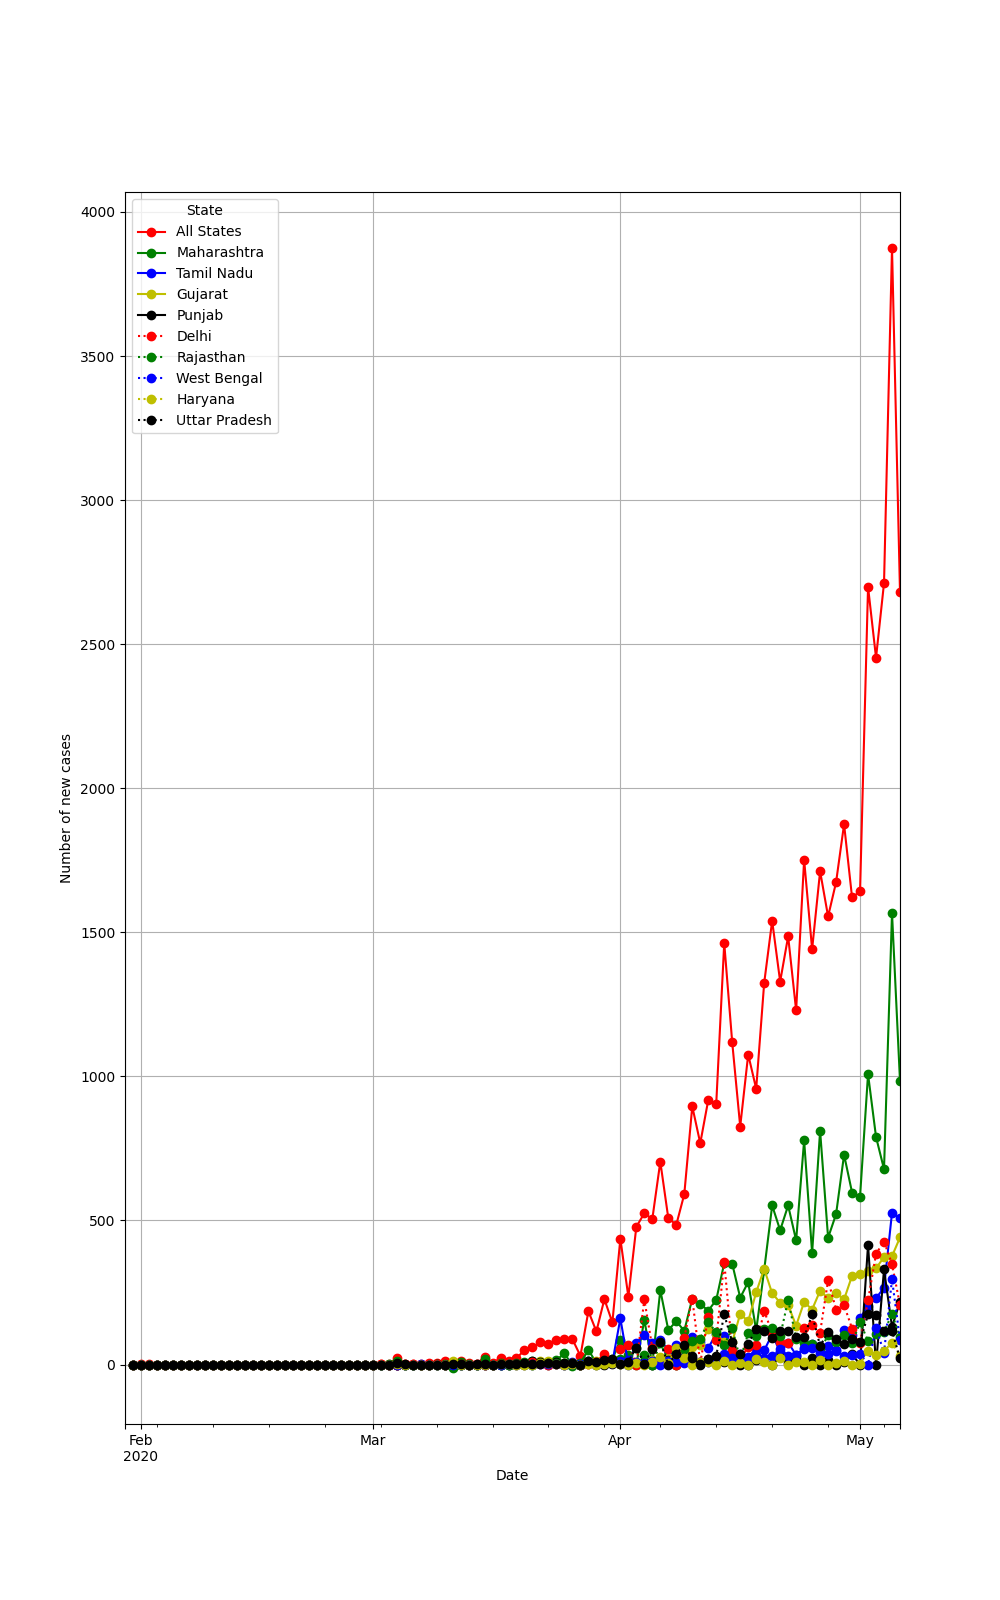 State
All States
Maharashtra
Tamil Nadu
Gujarat
Punjab
Delhi
Rajasthan
West Bengal
Haryana
Uttar Pradesh
4000
3500
3000
2500
2000
1500
1000
500
0
Number of new cases
Feb
2020
Mar
Apr
May
Date